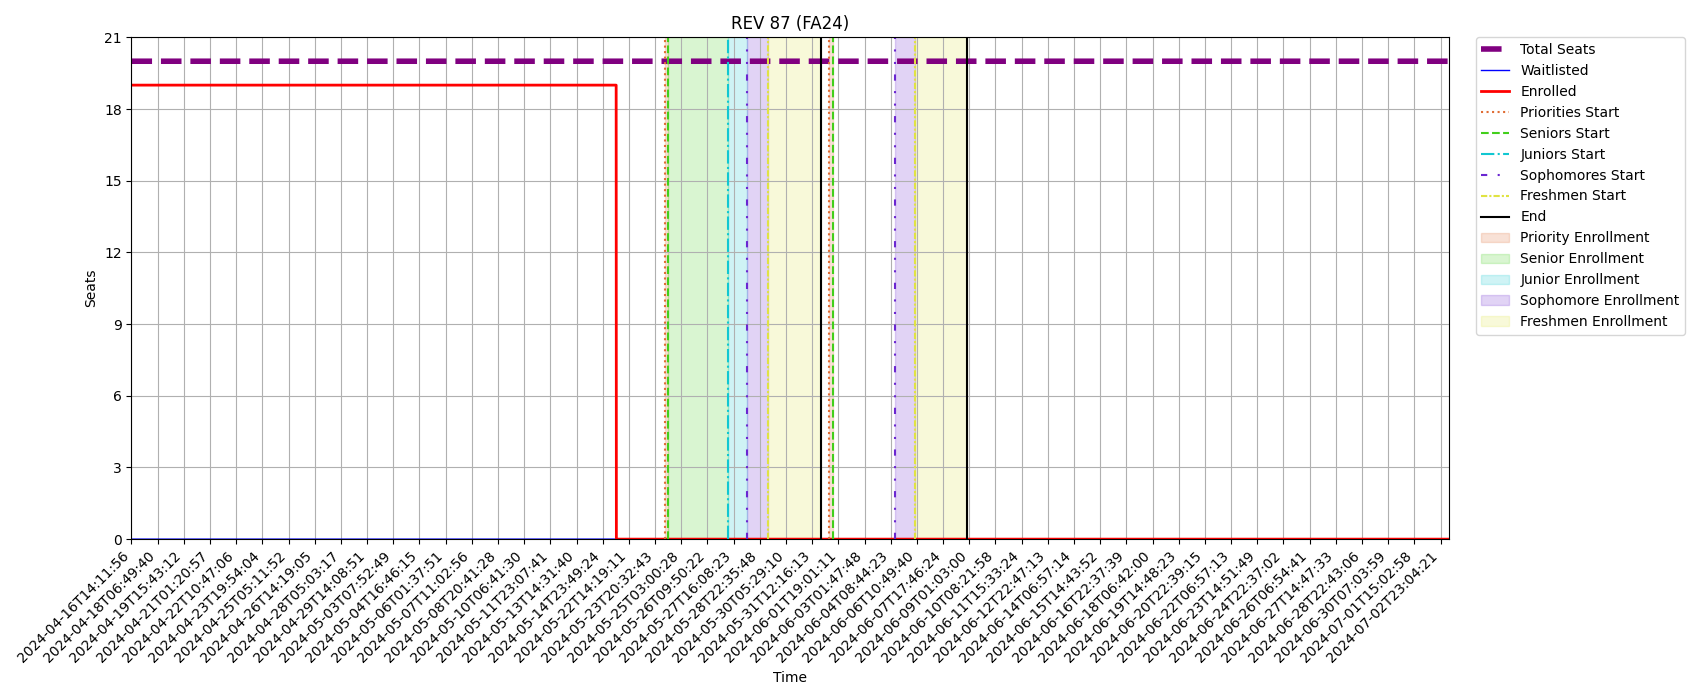 REV 87 (FA24)
21
18
15
12
9
6
3
0
Seats
2024-04-16T14:11:56
2024-04-18T06:49:40
2024-04-19T15:43:12
2024-04-21T01:20:57
2024-04-22T10:47:06
2024-04-23T19:54:04
2024-04-25T05:11:52
2024-04-26T14:19:05
2024-04-28T05:03:17
2024-04-29T14:08:51
2024-05-03T07:52:49
2024-05-04T16:46:15
2024-05-06T01:37:51
2024-05-07T11:02:56
2024-05-08T20:41:28
2024-05-10T06:41:30
2024-05-11T23:07:41
2024-05-13T14:31:40
2024-05-14T23:49:24
2024-05-22T14:19:11
2024-05-23T20:32:43
2024-05-25T03:00:28
2024-05-26T09:50:22
2024-05-27T16:08:23
2024-05-28T22:35:48
2024-05-30T05:29:10
2024-05-31T12:16:13
2024-06-01T19:01:11
2024-06-03T01:47:48
2024-06-04T08:44:23
2024-06-06T10:49:40
2024-06-07T17:46:24
2024-06-09T01:03:00
2024-06-10T08:21:58
2024-06-11T15:33:24
2024-06-12T22:47:13
2024-06-14T06:57:14
2024-06-15T14:43:52
2024-06-16T22:37:39
2024-06-18T06:42:00
2024-06-19T14:48:23
2024-06-20T22:39:15
2024-06-22T06:57:13
2024-06-23T14:51:49
2024-06-24T22:37:02
2024-06-26T06:54:41
2024-06-27T14:47:33
2024-06-28T22:43:06
2024-06-30T07:03:59
2024-07-01T15:02:58
2024-07-02T23:04:21
Time
Total Seats
Waitlisted
Enrolled
Priorities Start
Seniors Start
Juniors Start
Sophomores Start
Freshmen Start
End
Priority Enrollment
Senior Enrollment
Junior Enrollment
Sophomore Enrollment
Freshmen Enrollment